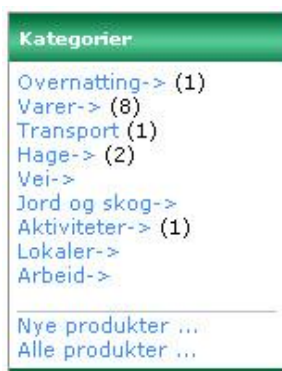 Kategorier
Overnatting-> (1)
Varer-> (8)
Transport (1)
Hage-> (2)
Vei->
Jord og skog->
Aktiviteter-> (1)
Lokaler->
Arbeid->
Nye produkter ...
Alle produkter ...